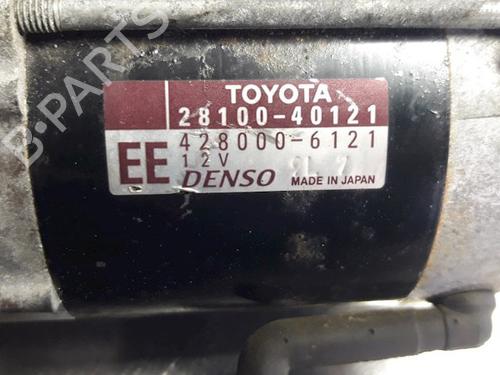 TOYOTA
28100-40121
EE
428000-6121
12V
DENSO MADE IN JAPAN
B-PARTS